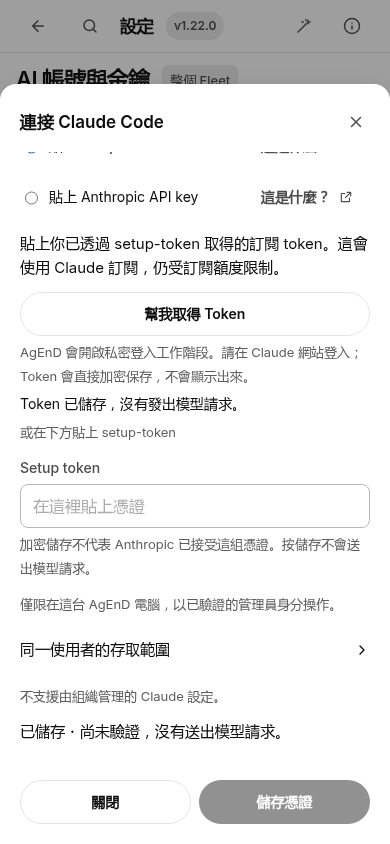 設定
v1.22.0
AI 帳號與金鑰
整個 Fleet
連接 Claude Code
貼上 Anthropic API key
這是什麼？
貼上你已透過 setup-token 取得的訂閱 token。這會
使用 Claude 訂閱，仍受訂閱額度限制。
幫我取得 Token
AgEnD 會開啟私密登入工作階段。請在 Claude 網站登入；
Token 會直接加密保存，不會顯示出來。
Token 已儲存，沒有發出模型請求。
或在下方貼上 setup-token
Setup token
在這裡貼上憑證
加密儲存不代表 Anthropic 已接受這組憑證。按儲存不會送
出模型請求。
僅限在這台 AgEnD 電腦，以已驗證的管理員身分操作。
同一使用者的存取範圍
不支援由組織管理的 Claude 設定。
已儲存・尚未驗證，沒有送出模型請求。
關閉
儲存憑證